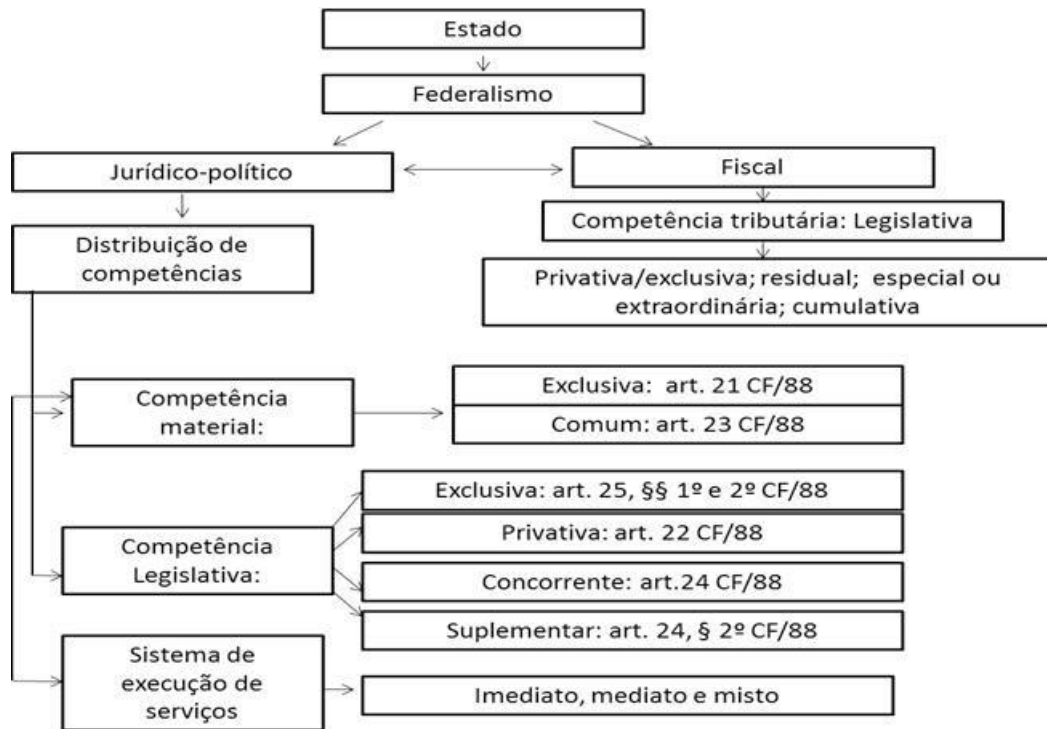 Estado
Federalismo
Jurídico-político
Fiscal
Competência tributária: Legislativa
Distribuição de
competências
Privativa/exclusiva; residual; especial ou
extraordinária; cumulativa
Competência
material:
Exclusiva: art. 21 CF/88
Comum: art. 23 CF/88
Competência
Legislativa:
Exclusiva: art. 25, §§ 1º e 2º CF/88
Privativa: art. 22 CF/88
Concorrente: art.24 CF/88
Suplementar: art. 24, § 2º CF/88
Sistema de
execução de
serviços
Imediato, mediato e misto